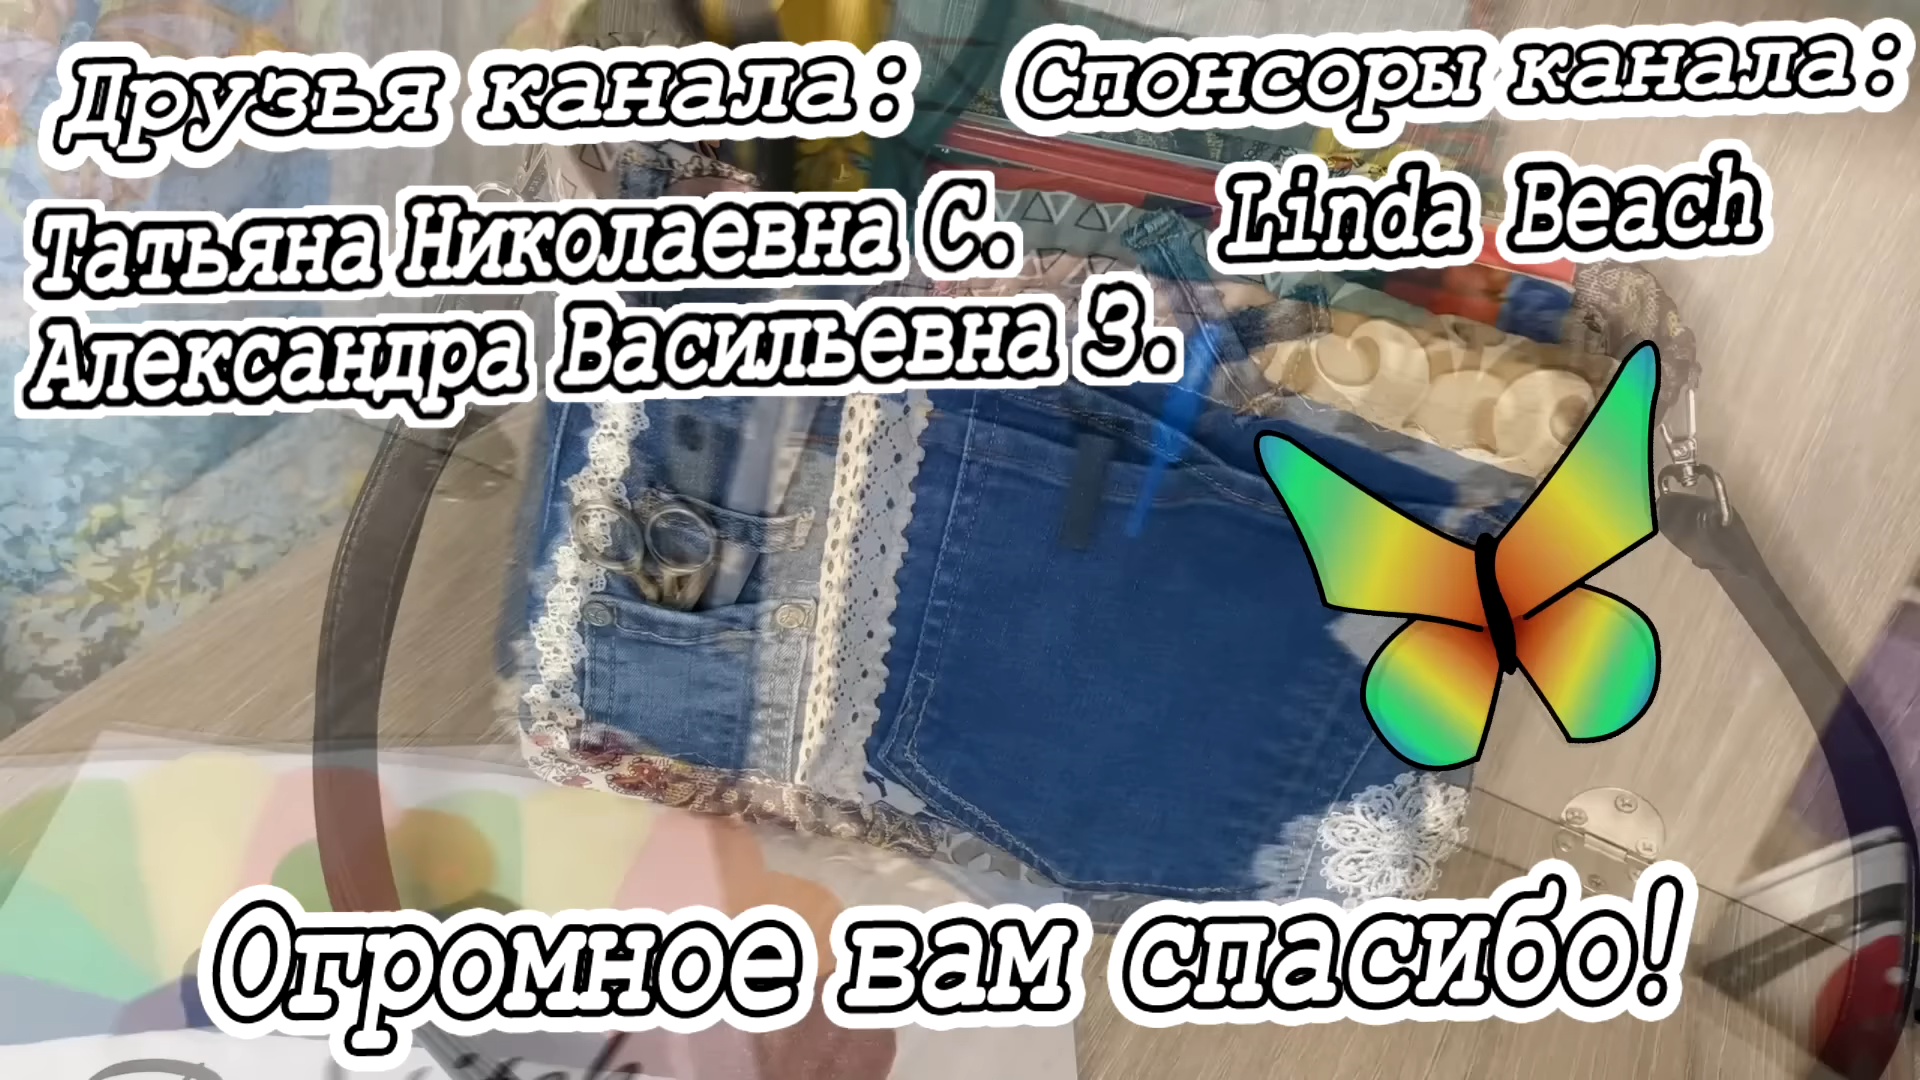 Друзья канала:
Татьяна Николаевна С.
Александра Васильевна З.
Спонсоры канала:
Linda Beach
Огромное вам спасибо!